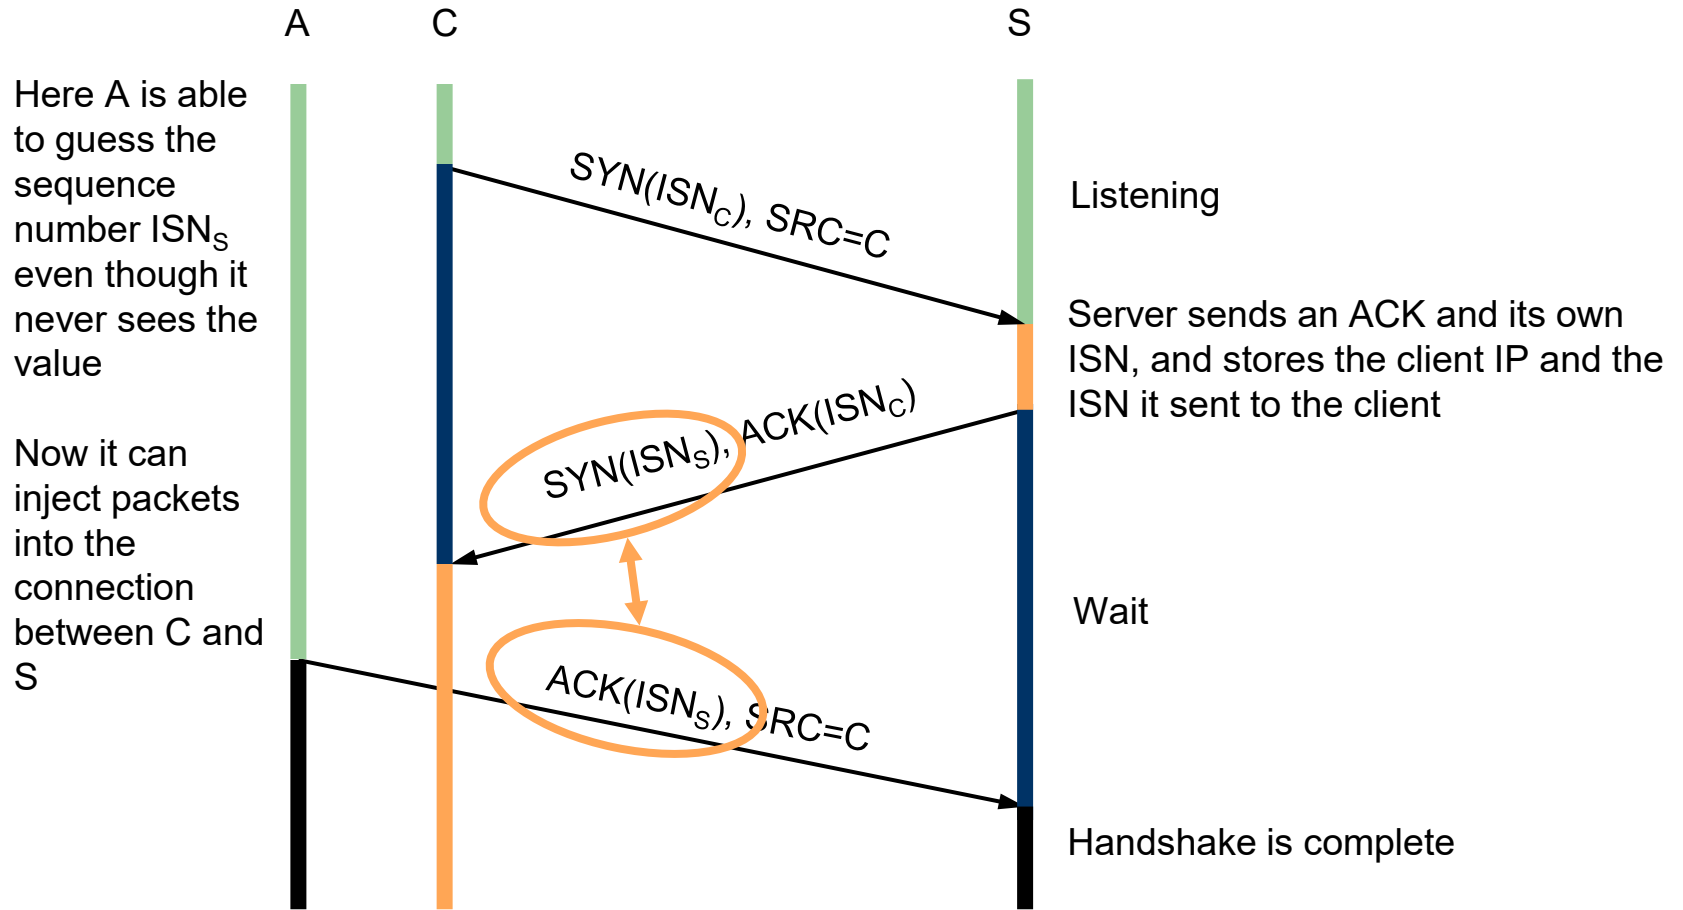 A
C
S
Here A is able
to guess the
sequence
number ISNS
even though it
never sees the
value
Now it can
inject packets
into the
connection
between C and
S
SYN(ISNC), SRC=C
SYN(ISNS), ACK(ISNC)
ACK(ISNS), SRC=C
Listening
Server sends an ACK and its own
ISN, and stores the client IP and the
ISN it sent to the client
Wait
Handshake is complete